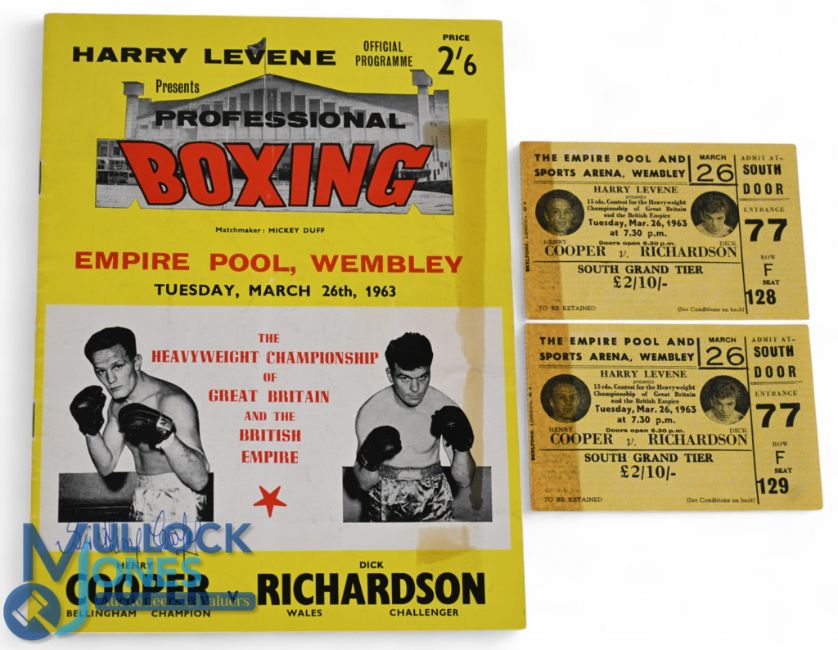 HARRY LEVENE
OFFICIAL PROGRAMME
PRICE 2'6
Presents
PROFESSIONAL
BOXING
Matchmaker : MICKEY DUFF
EMPIRE POOL, WEMBLEY
TUESDAY, MARCH 26th, 1963
THE
HEAVYWEIGHT CHAMPIONSHIP
OF
GREAT BRITAIN
AND THE
BRITISH
EMPIRE
HENRY
COOPER v. RICHARDSON
DICK
BELLINGHAM CHAMPION
WALES CHALLENGER
MULLOCK
JONES
Auctioneers & Valuers
THE EMPIRE POOL AND
SPORTS ARENA, WEMBLEY
MARCH
26
ADMIT AT—
SOUTH
DOOR
HARRY LEVENE
presents
15 rds. Contest for the Heavyweight
Championship of Great Britain
and the British Empire
Tuesday, Mar. 26, 1963
at 7.30 p.m.
Doors open 6.30 p.m.
HENRY
DICK
COOPER v. RICHARDSON
SOUTH GRAND TIER
£2/10/-
TO BE RETAINED
(See Conditions on back)
ENTRANCE
77
ROW
F
SEAT
128
THE EMPIRE POOL AND
SPORTS ARENA, WEMBLEY
MARCH
26
ADMIT AT—
SOUTH
DOOR
HARRY LEVENE
presents
15 rds. Contest for the Heavyweight
Championship of Great Britain
and the British Empire
Tuesday, Mar. 26, 1963
at 7.30 p.m.
Doors open 6.30 p.m.
HENRY
DICK
COOPER v. RICHARDSON
SOUTH GRAND TIER
£2/10/-
TO BE RETAINED
(See Conditions on back)
ENTRANCE
77
ROW
F
SEAT
129